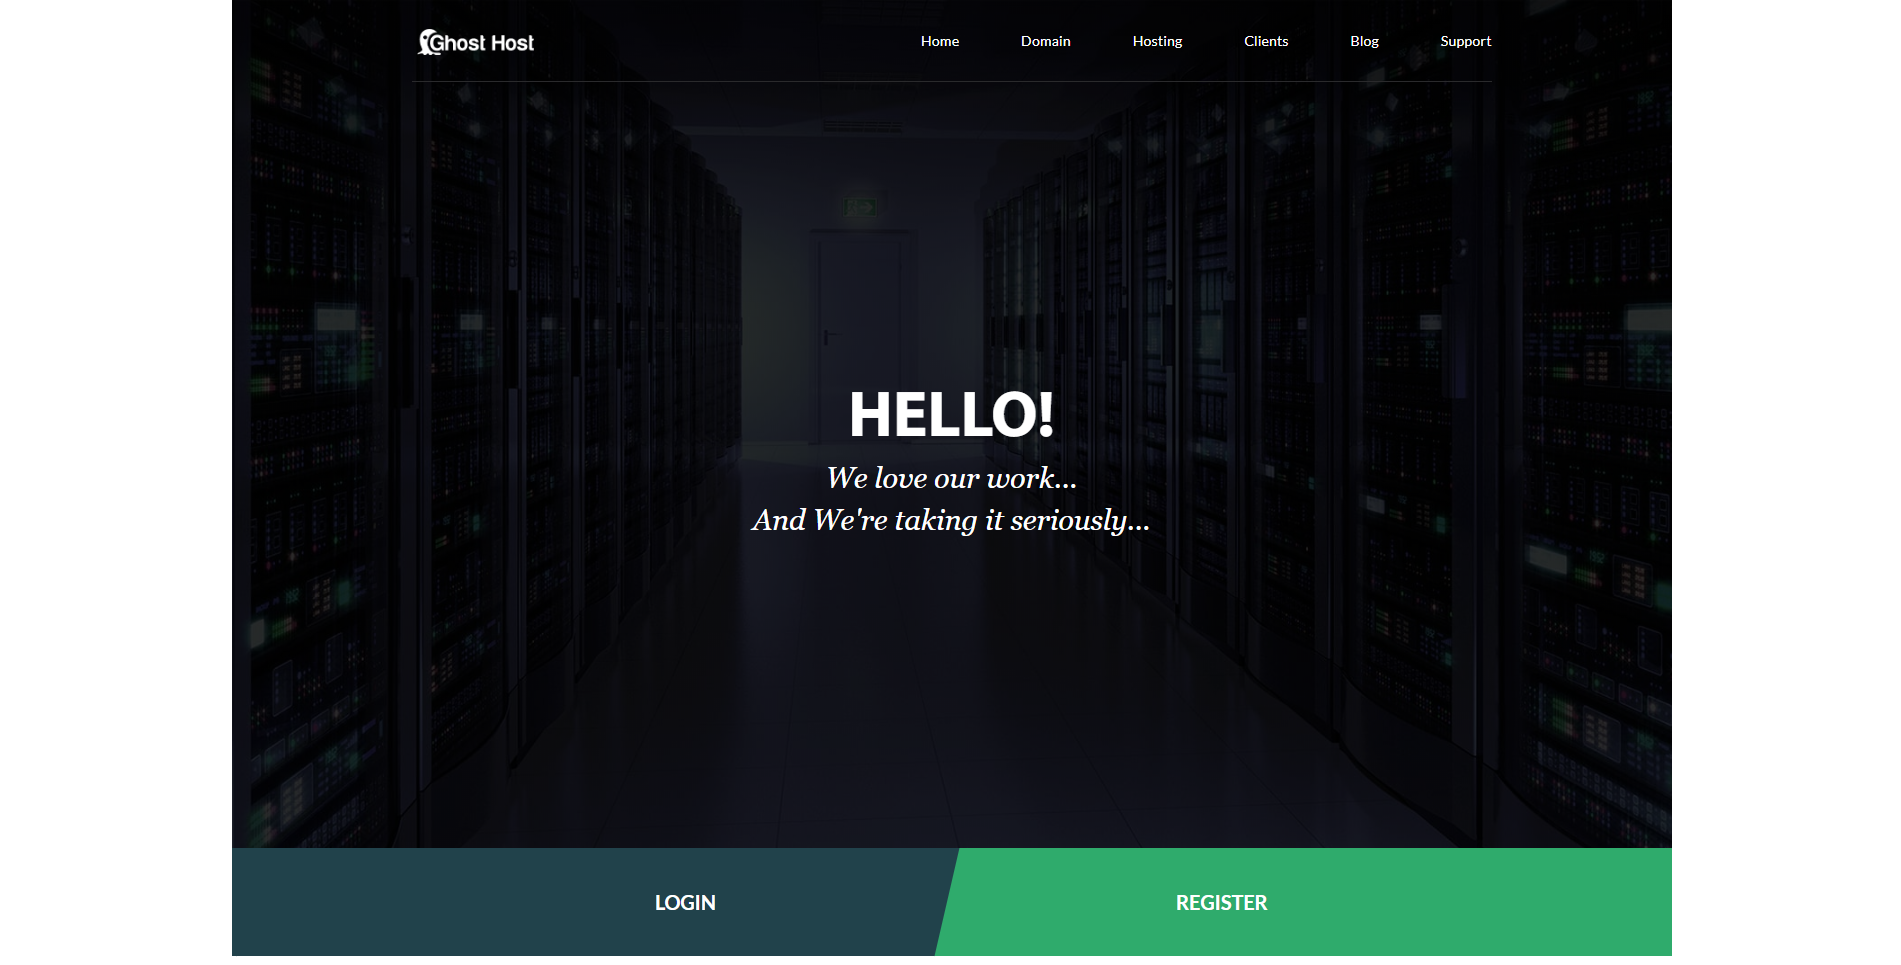 Ghost Host
Home Domain Hosting Clients Blog Support
HELLO!
We love our work...
And We're taking it seriously...
LOGIN REGISTER